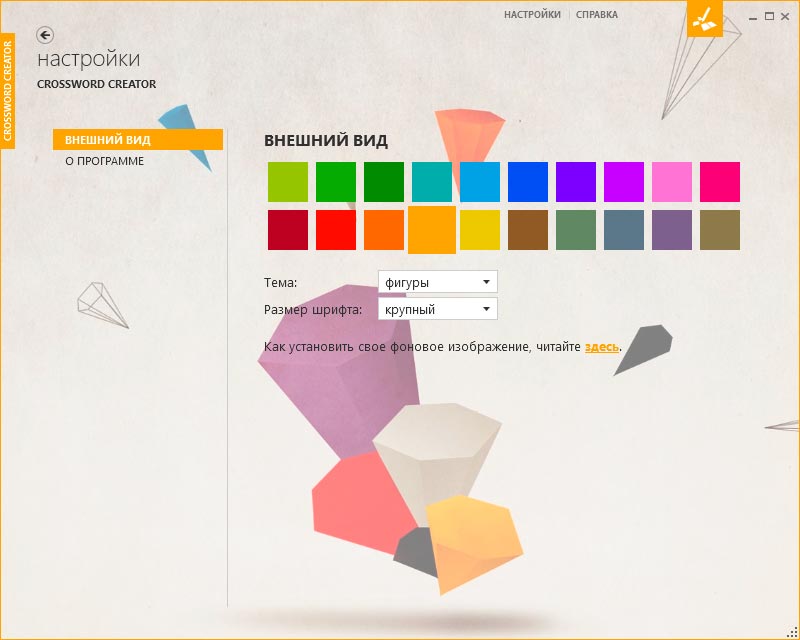 НАСТРОЙКИ
СПРАВКА
CROSSWORD CREATOR
настройки
CROSSWORD CREATOR
ВНЕШНИЙ ВИД
О ПРОГРАММЕ
ВНЕШНИЙ ВИД
Тема: фигуры
Размер шрифта: крупный
Как установить свое фоновое изображение, читайте здесь.